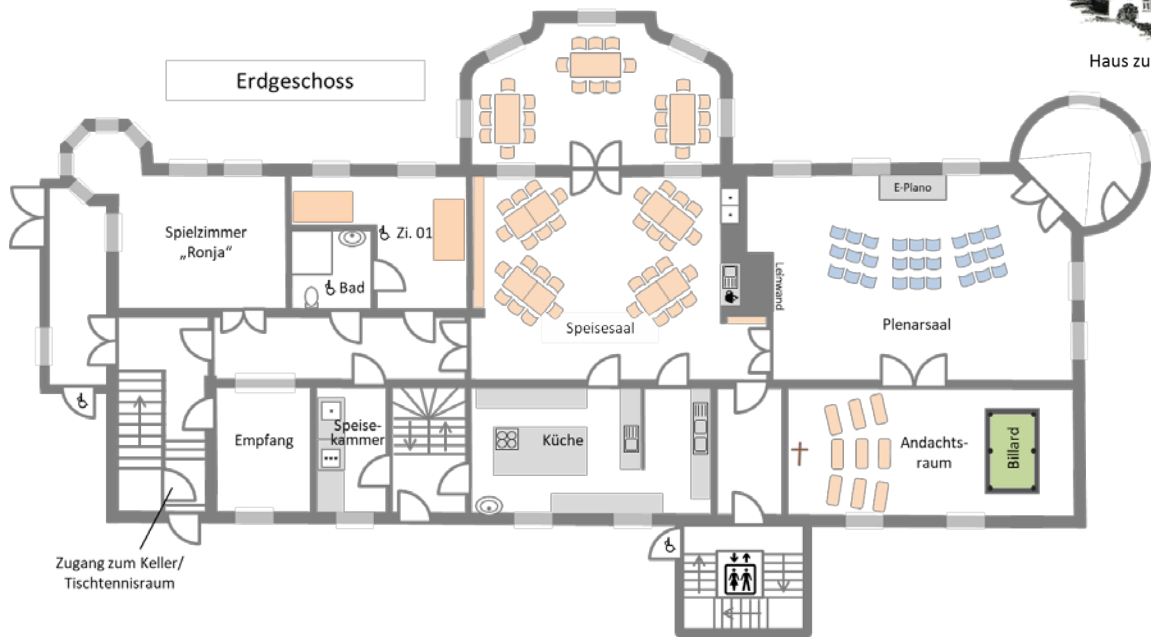 Haus zu
Erdgeschoss
E-Plano
Spielzimmer
„Ronja“
Zi. 01
Bad
Leinwand
Speisesaal
Plenarsaal
Empfang
Speise-
kammer
Küche
Andachts-
raum
Billard
Zugang zum Keller/
Tischtennisraum